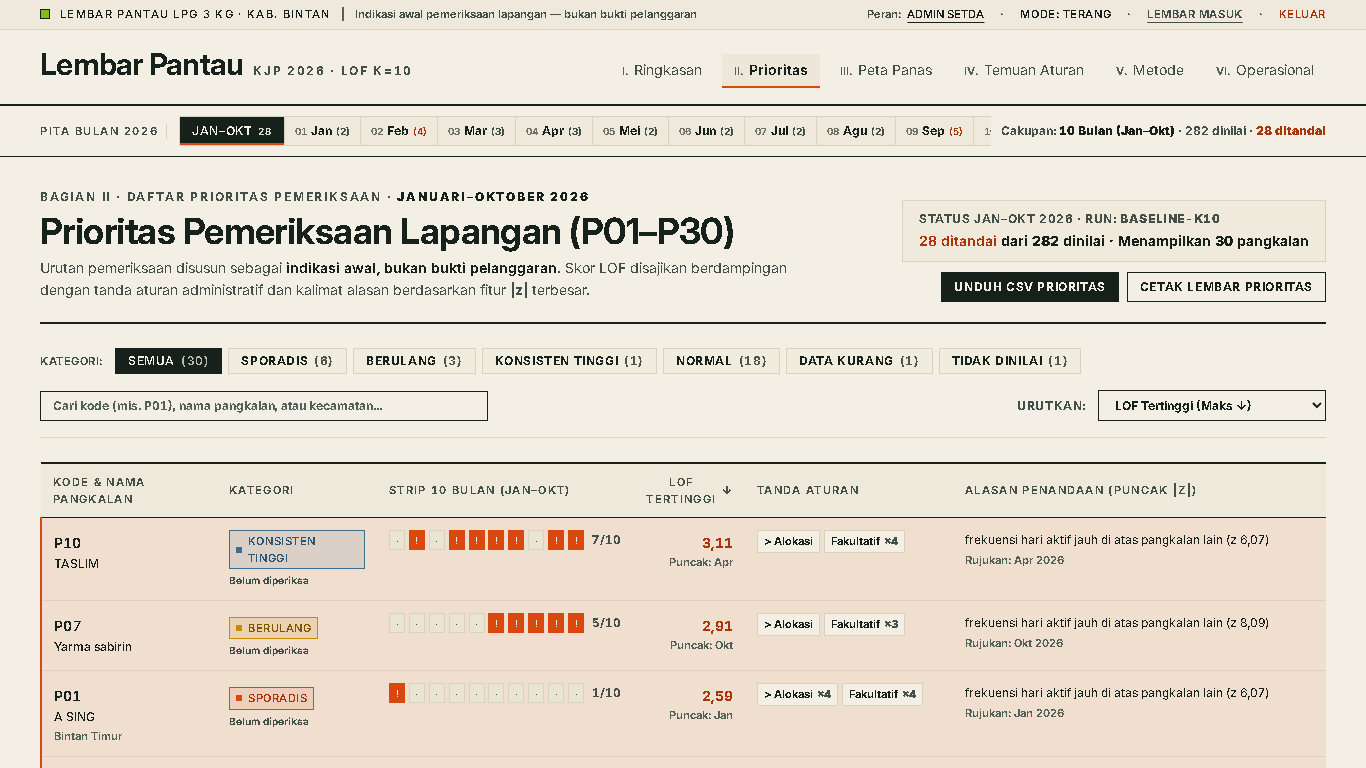 LEMBAR PANTAU LPG 3 KG · KAB. BINTAN | Indikasi awal pemeriksaan lapangan — bukan bukti pelanggaran
Peran: ADMIN SETDA · MODE: TERANG · LEMBAR MASUK · KELUAR
Lembar Pantau KJP 2026 · LOF K=10
I. Ringkasan II. Prioritas III. Peta Panas IV. Temuan Aturan V. Metode VI. Operasional
PITA BULAN 2026 JAN–OKT 28 01 Jan (2) 02 Feb (4) 03 Mar (3) 04 Apr (3) 05 Mei (2) 06 Jun (2) 07 Jul (2) 08 Agu (2) 09 Sep (5) Cakupan: 10 Bulan (Jan–Okt) · 282 dinilai · 28 ditandai
BAGIAN II · DAFTAR PRIORITAS PEMERIKSAAN · JANUARI–OKTOBER 2026
Prioritas Pemeriksaan Lapangan (P01–P30)
Urutan pemeriksaan disusun sebagai indikasi awal, bukan bukti pelanggaran. Skor LOF disajikan berdampingan
dengan tanda aturan administratif dan kalimat alasan berdasarkan fitur |z| terbesar.
STATUS JAN–OKT 2026 · RUN: BASELINE-K10
28 ditandai dari 282 dinilai · Menampilkan 30 pangkalan
UNDUH CSV PRIORITAS CETAK LEMBAR PRIORITAS
KATEGORI: SEMUA (30) SPORADIS (6) BERULANG (3) KONSISTEN TINGGI (1) NORMAL (18) DATA KURANG (1) TIDAK DINILAI (1)
Cari kode (mis. P01), nama pangkalan, atau kecamatan...
URUTKAN: LOF Tertinggi (Maks ↓)
KODE & NAMA PANGKALAN KATEGORI STRIP 10 BULAN (JAN–OKT) LOF TERTINGGI ↓ TANDA ATURAN ALASAN PENANDAAN (PUNCAK |Z|)
P10
TASLIM
KONSISTEN TINGGI
Belum diperiksa
· ! · ! ! ! ! · ! ! 7/10
3,11
Puncak: Apr
> Alokasi Fakultatif ×4
frekuensi hari aktif jauh di atas pangkalan lain (z 6,07)
Rujukan: Apr 2026
P07
Yarma sabirin
BERULANG
Belum diperiksa
· · · · · ! ! ! ! ! 5/10
2,91
Puncak: Okt
> Alokasi Fakultatif ×3
frekuensi hari aktif jauh di atas pangkalan lain (z 8,09)
Rujukan: Okt 2026
P01
A SING
Bintan Timur
SPORADIS
Belum diperiksa
! · · · · · · · · · 1/10
2,59
Puncak: Jan
> Alokasi ×4 Fakultatif ×4
frekuensi hari aktif jauh di atas pangkalan lain (z 6,07)
Rujukan: Jan 2026